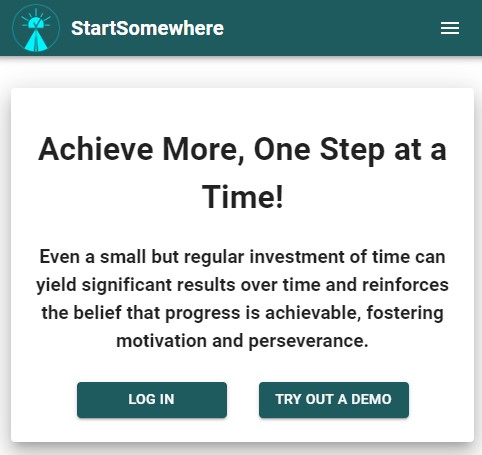 StartSomewhere
Achieve More, One Step at a
Time!
Even a small but regular investment of time can
yield significant results over time and reinforces
the belief that progress is achievable, fostering
motivation and perseverance.
LOG IN
TRY OUT A DEMO